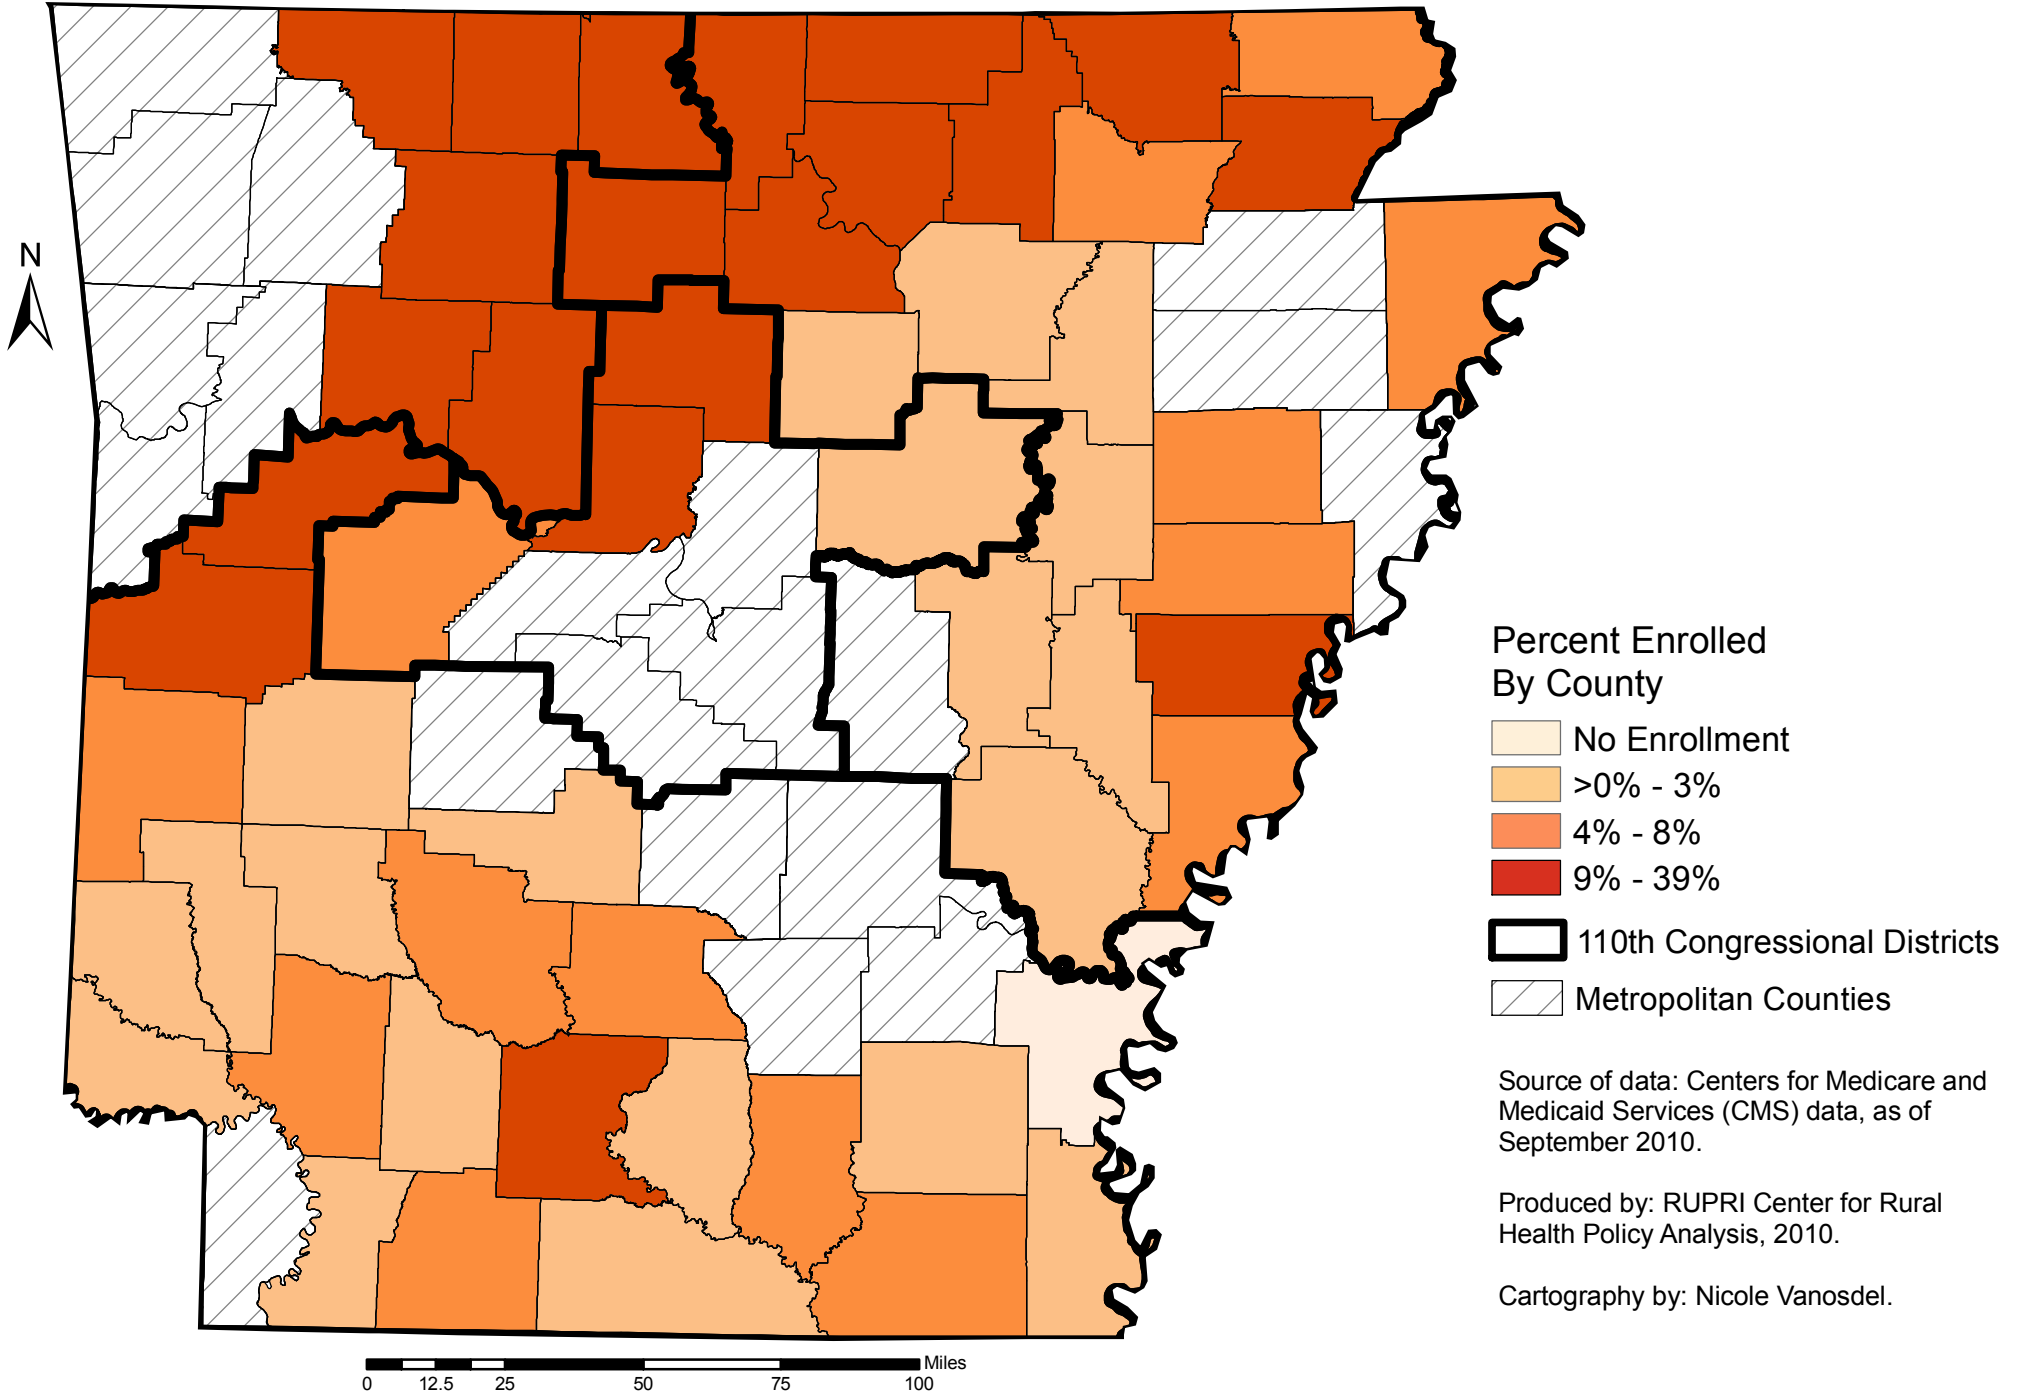 N
Percent Enrolled
By County
No Enrollment
>0% - 3%
4% - 8%
9% - 39%
110th Congressional Districts
Metropolitan Counties
Source of data: Centers for Medicare and
Medicaid Services (CMS) data, as of
September 2010.
Produced by: RUPRI Center for Rural
Health Policy Analysis, 2010.
Cartography by: Nicole Vanosdel.
Miles
0 12.5 25 50 75 100